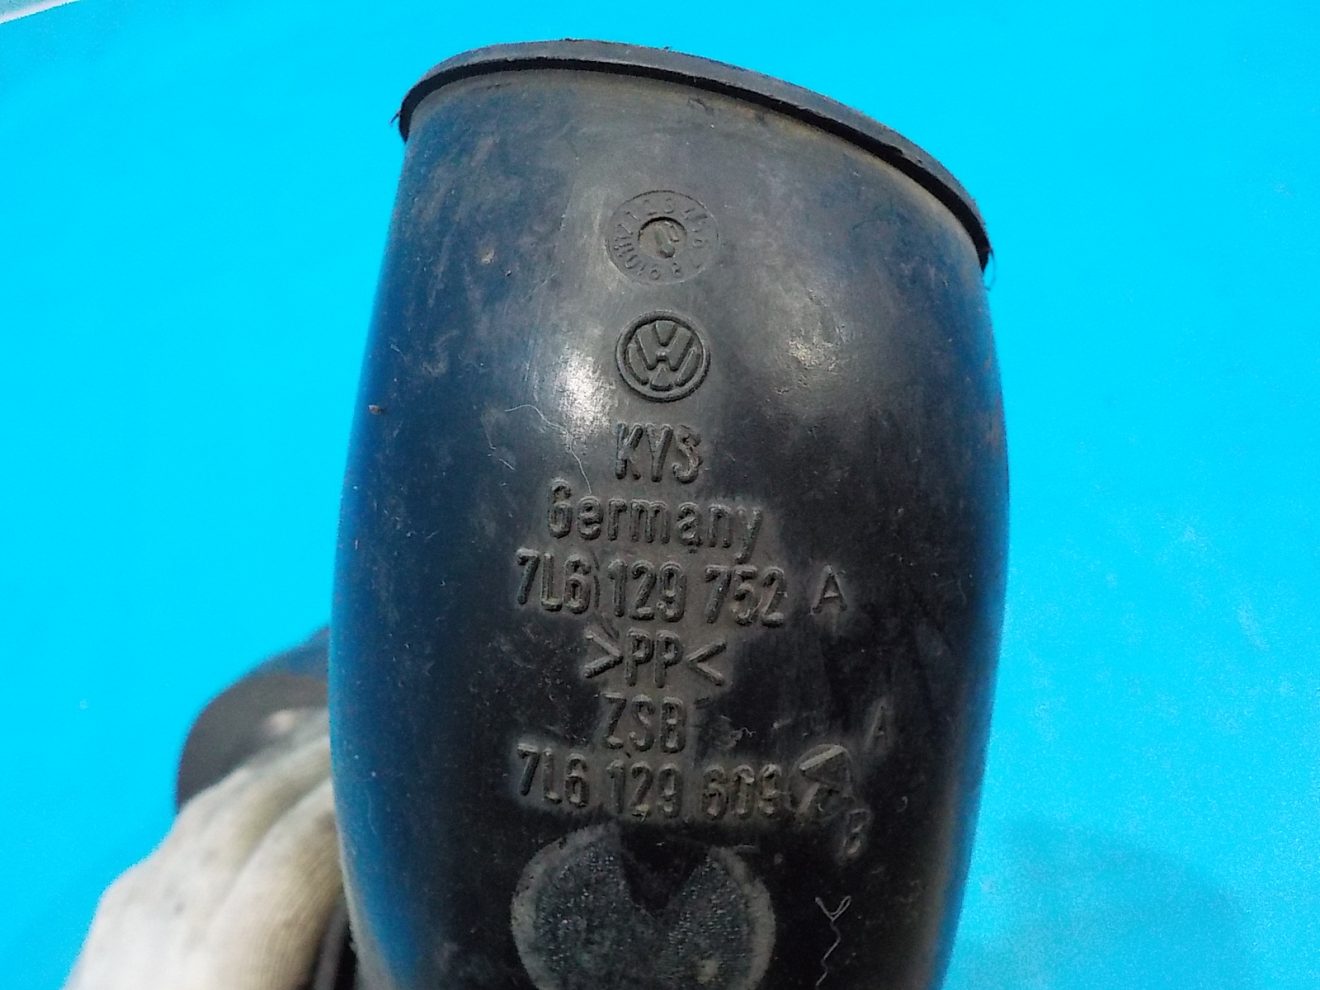 KYS
Germany
7L6 129 752 A
>PP<
ZSB A
7L6 129 609
B